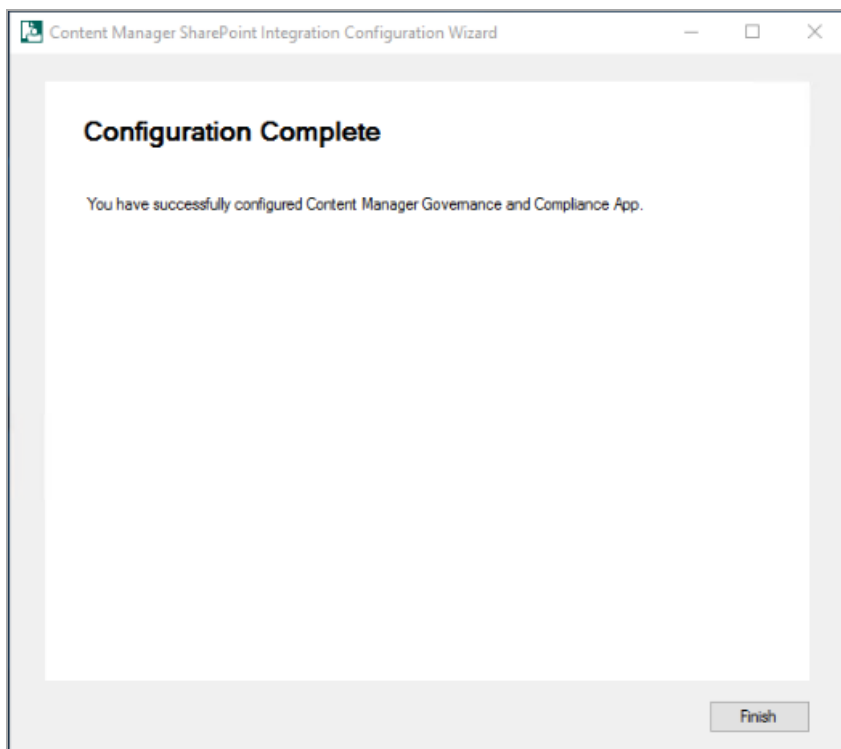 Content Manager SharePoint Integration Configuration Wizard
Configuration Complete
You have successfully configured Content Manager Governance and Compliance App.
Finish